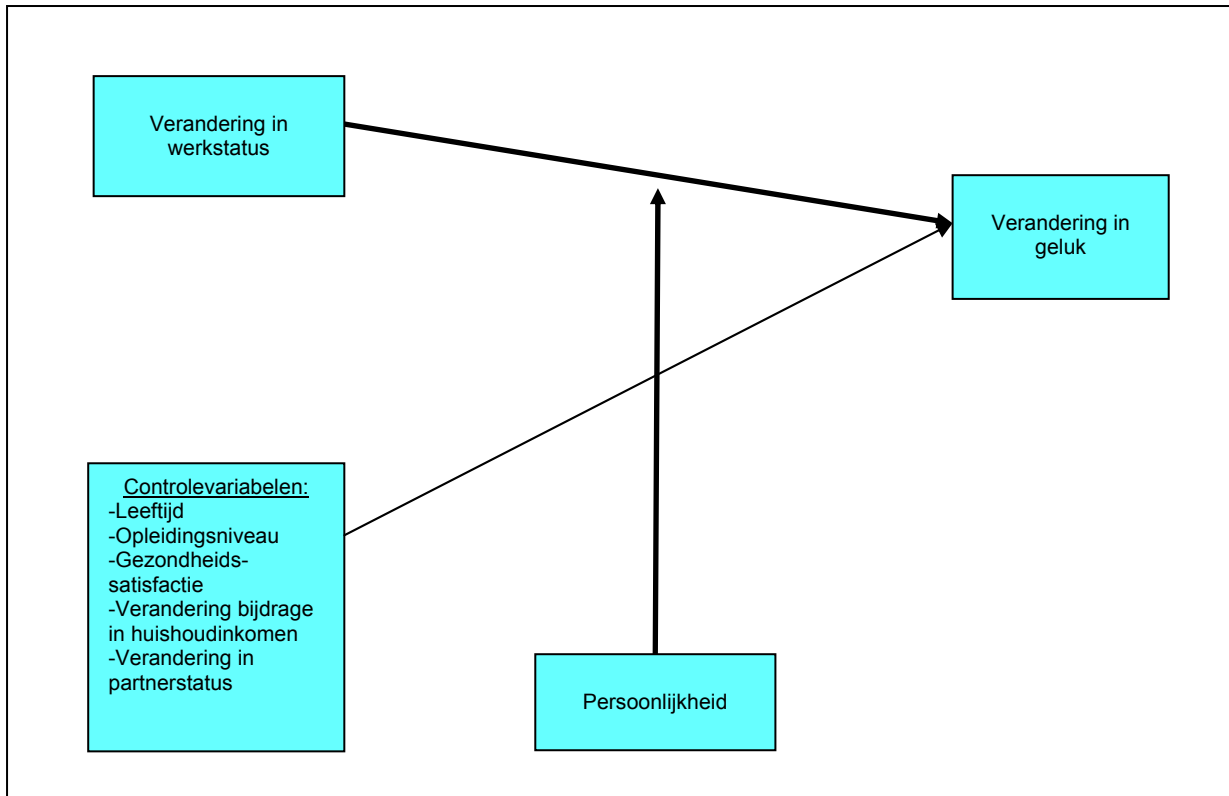 Verandering in
werkstatus
Verandering in
geluk
Controlevariabelen:
-Leeftijd
-Opleidingsniveau
-Gezondheids-
satisfactie
-Verandering bijdrage
in huishoudinkomen
-Verandering in
partnerstatus
Persoonlijkheid